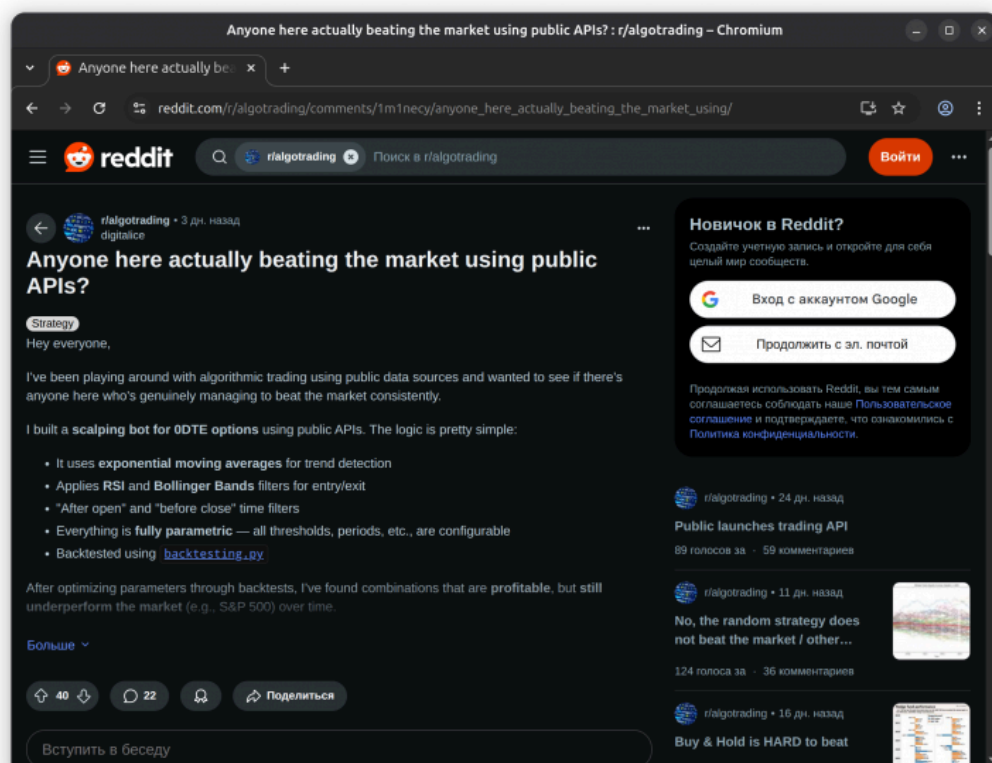 Anyone here actually beating the market using public APIs? : r/algotrading – Chromium
Anyone here actually bea
reddit.com/r/algotrading/comments/1m1necy/anyone_here_actually_beating_the_market_using/
reddit
r/algotrading
Поиск в r/algotrading
Войти
r/algotrading • 3 дн. назад
digitalice
Anyone here actually beating the market using public
APIs?
Strategy
Hey everyone,
I've been playing around with algorithmic trading using public data sources and wanted to see if there's
anyone here who's genuinely managing to beat the market consistently.
I built a scalping bot for 0DTE options using public APIs. The logic is pretty simple:
• It uses exponential moving averages for trend detection
• Applies RSI and Bollinger Bands filters for entry/exit
• "After open" and "before close" time filters
• Everything is fully parametric — all thresholds, periods, etc., are configurable
• Backtested using backtesting.py
After optimizing parameters through backtests, I've found combinations that are profitable, but still
underperform the market (e.g., S&P 500) over time.
Больше
40
22
Поделиться
Вступить в беседу
Новичок в Reddit?
Создайте учетную запись и откройте для себя
целый мир сообществ.
Вход с аккаунтом Google
Продолжить с эл. почтой
Продолжая использовать Reddit, вы тем самым
соглашаетесь соблюдать наше Пользовательское
соглашение и подтверждаете, что ознакомились с
Политика конфиденциальности.
r/algotrading • 24 дн. назад
Public launches trading API
89 голосов за · 59 комментариев
r/algotrading • 11 дн. назад
No, the random strategy does
not beat the market / other…
124 голоса за · 36 комментариев
r/algotrading • 16 дн. назад
Buy & Hold is HARD to beat